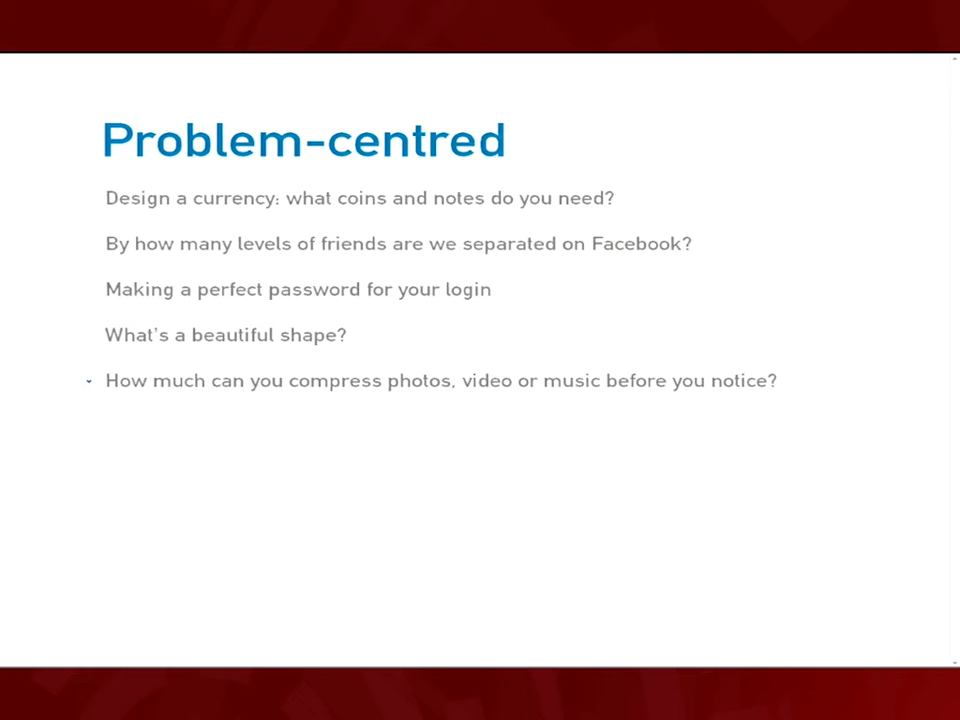 Problem-centred
Design a currency: what coins and notes do you need?
By how many levels of friends are we separated on Facebook?
Making a perfect password for your login
What's a beautiful shape?
How much can you compress photos, video or music before you notice?